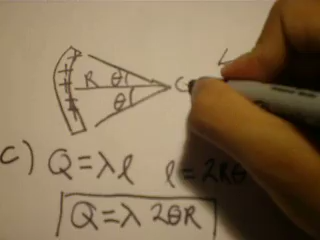 R θ
θ
C) Q = λl l = 2Rθ
Q = λ 2θR